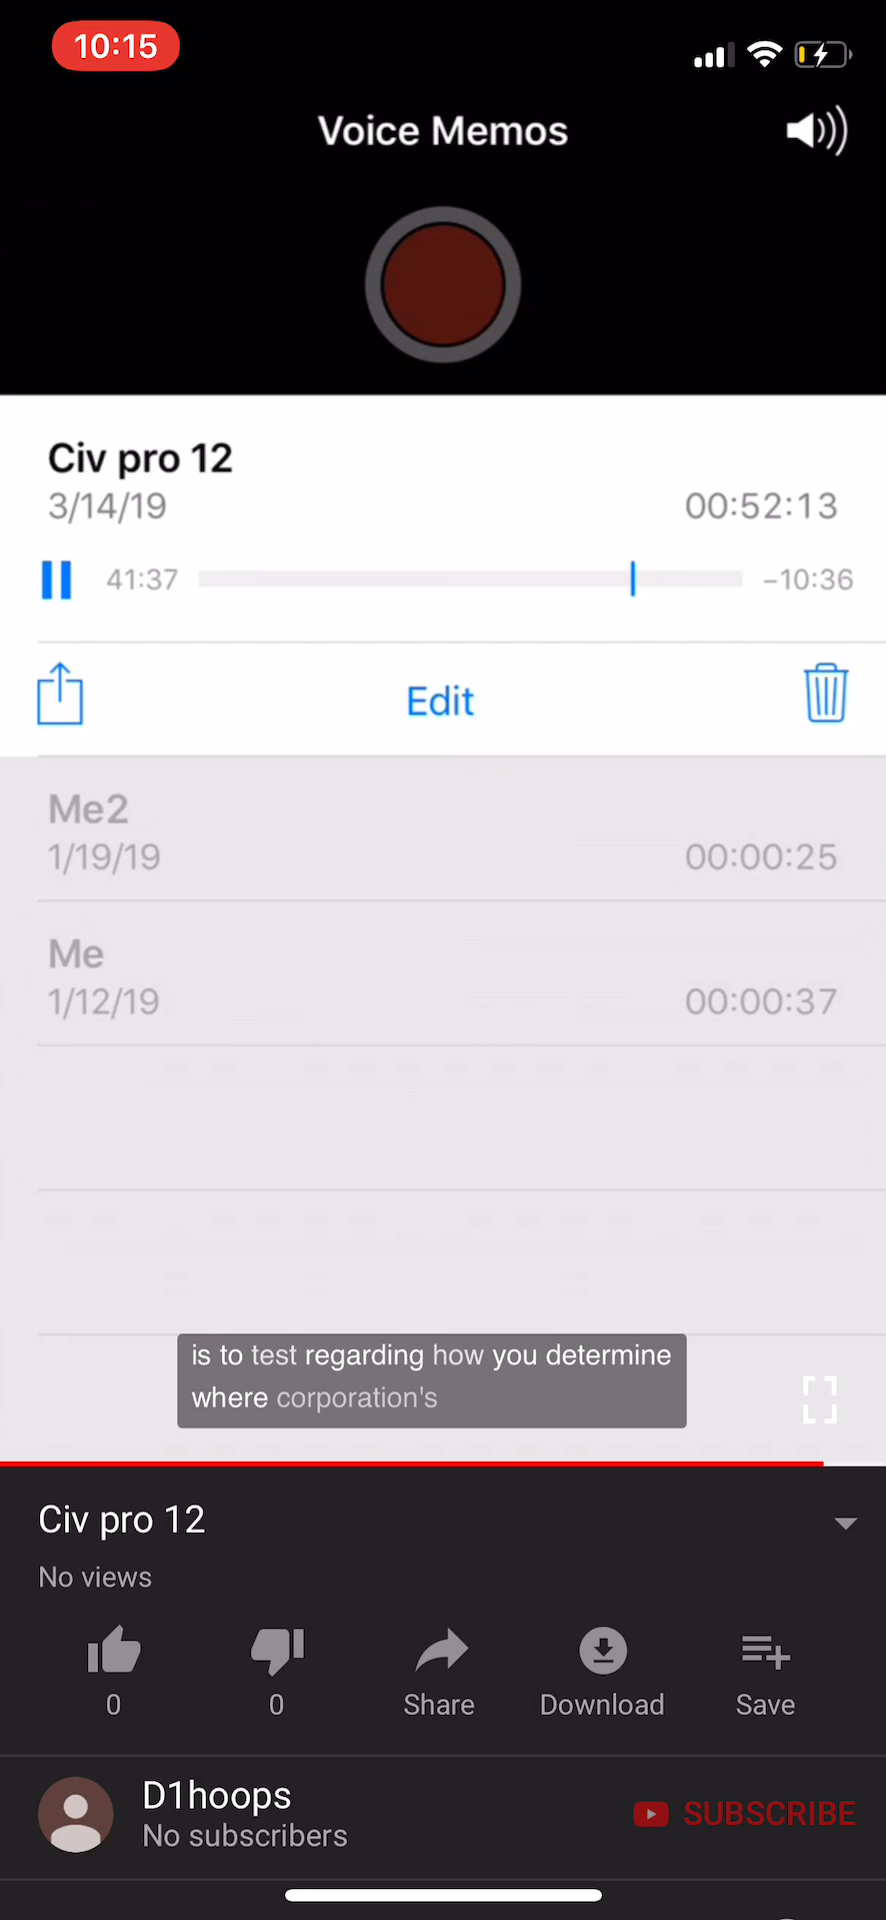 10:15
Voice Memos
Civ pro 12
3/14/19 00:52:13
41:37 -10:36
Edit
Me2
1/19/19 00:00:25
Me
1/12/19 00:00:37
is to test regarding how you determine
where corporation's
Civ pro 12
No views
0 0 Share Download Save
D1hoops
No subscribers
SUBSCRIBE